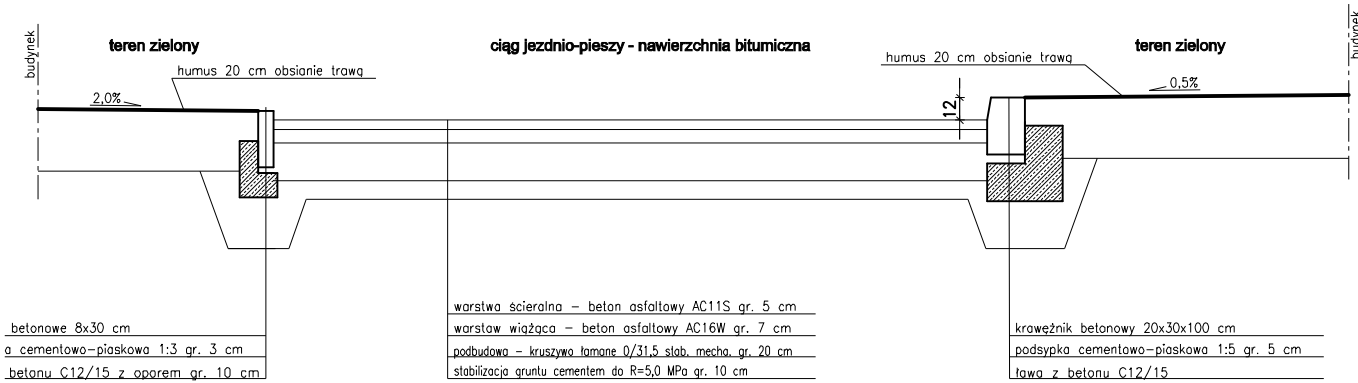 budynek
teren zielony
ciąg jezdnio-pieszy - nawierzchnia bitumiczna
teren zielony
budynek
humus 20 cm obsianie trawą
humus 20 cm obsianie trawą
2,0%
0,5%
12
betonowe 8x30 cm
a cementowo-piaskowa 1:3 gr. 3 cm
betonu C12/15 z oporem gr. 10 cm
warstwa ścieralna – beton asfaltowy AC11S gr. 5 cm
warstaw wiążąca – beton asfaltowy AC16W gr. 7 cm
podbudowa – kruszywo łamane 0/31,5 stab. mecha. gr. 20 cm
stabilizacja gruntu cementem do R=5,0 MPa gr. 10 cm
krawężnik betonowy 20x30x100 cm
podsypka cementowo-piaskowa 1:5 gr. 5 cm
ława z betonu C12/15